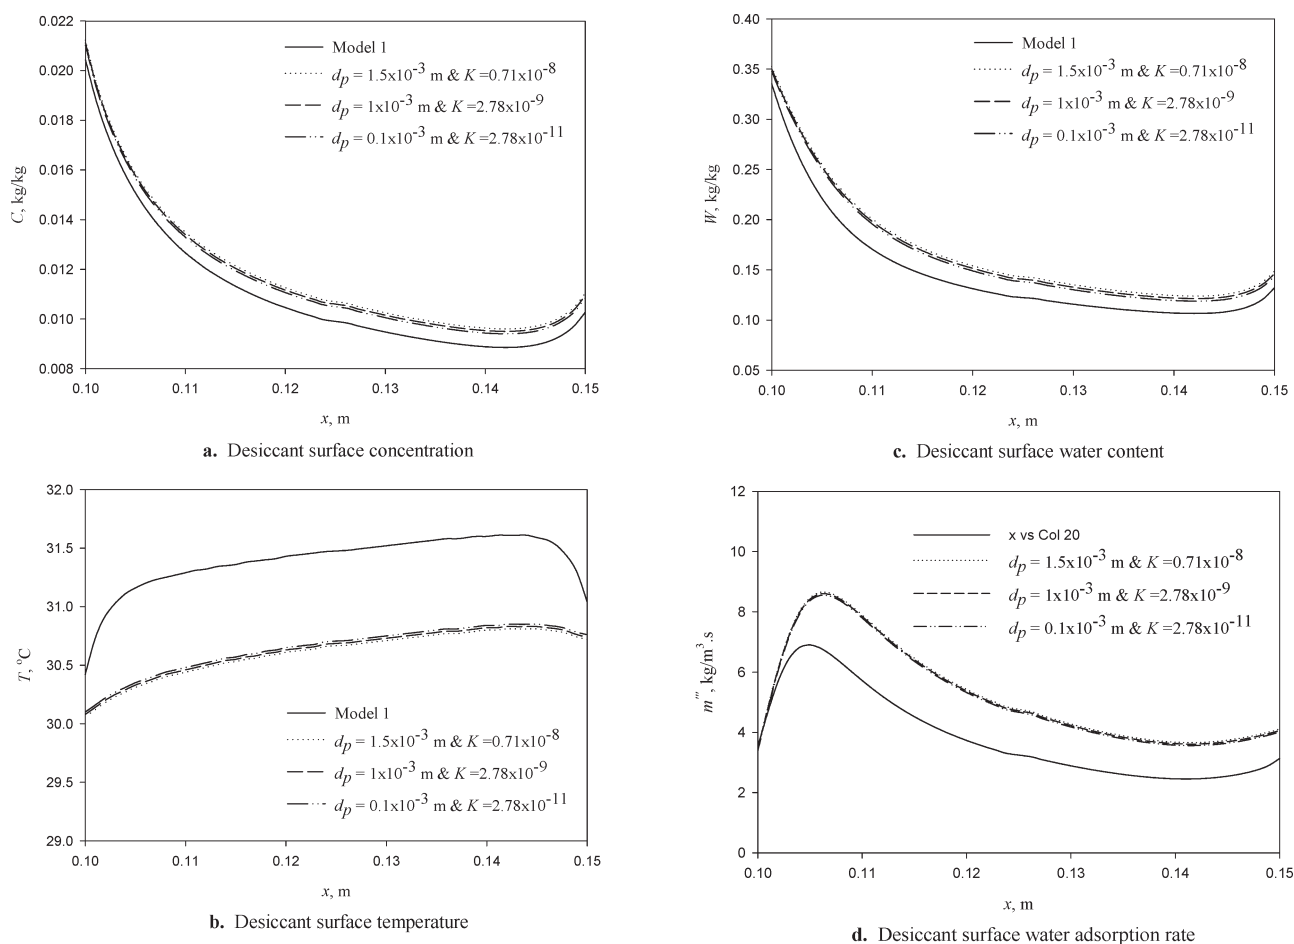 0.022
0.020
0.018
0.016
0.014
0.012
0.010
0.008
C, kg/kg
Model 1
dp = 1.5x10-3 m & K =0.71x10-8
dp = 1x10-3 m & K =2.78x10-9
dp = 0.1x10-3 m & K =2.78x10-11
0.10 0.11 0.12 0.13 0.14 0.15
x, m
a. Desiccant surface concentration
0.40
0.35
0.30
0.25
0.20
0.15
0.10
0.05
W, kg/kg
Model 1
dp = 1.5x10-3 m & K =0.71x10-8
dp = 1x10-3 m & K =2.78x10-9
dp = 0.1x10-3 m & K =2.78x10-11
0.10 0.11 0.12 0.13 0.14 0.15
x, m
c. Desiccant surface water content
32.0
31.5
31.0
30.5
30.0
29.5
29.0
T, oC
Model 1
dp = 1.5x10-3 m & K =0.71x10-8
dp = 1x10-3 m & K =2.78x10-9
dp = 0.1x10-3 m & K =2.78x10-11
0.10 0.11 0.12 0.13 0.14 0.15
x, m
b. Desiccant surface temperature
12
10
8
6
4
2
0
m''', kg/m3.s
x vs Col 20
dp = 1.5x10-3 m & K =0.71x10-8
dp = 1x10-3 m & K =2.78x10-9
dp = 0.1x10-3 m & K =2.78x10-11
0.10 0.11 0.12 0.13 0.14 0.15
x, m
d. Desiccant surface water adsorption rate